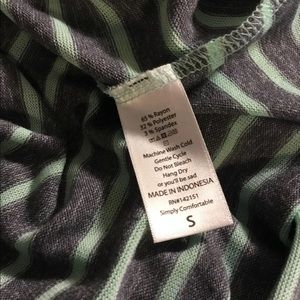 65 % Rayon
32 % Polyester
3 % Spandex
Machine Wash Cold
Gentle Cycle
Do Not Bleach
Hang Dry
or you'll be sad
MADE IN INDONESIA
RN#142151
Simply Comfortable
S